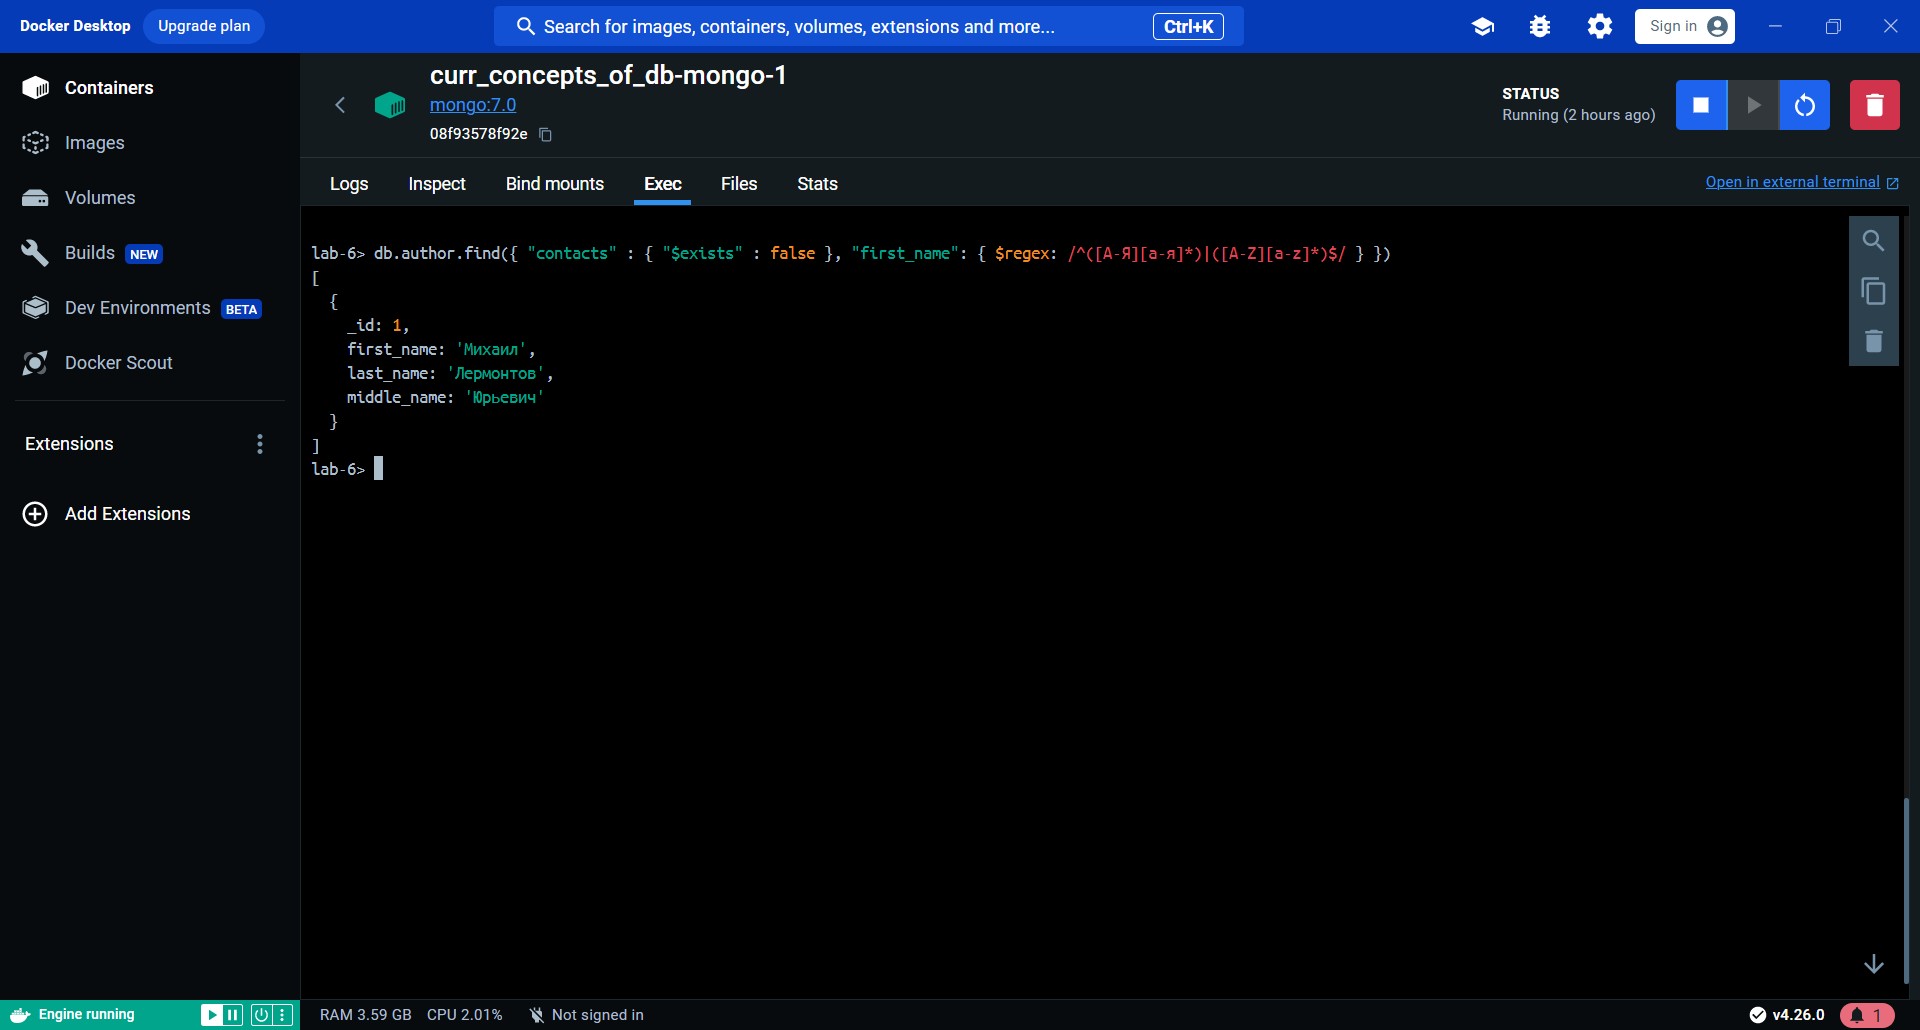 Docker Desktop Upgrade plan Search for images, containers, volumes, extensions and more... Ctrl+K Sign in
Containers
Images
Volumes
Builds NEW
Dev Environments BETA
Docker Scout
Extensions
Add Extensions
curr_concepts_of_db-mongo-1
mongo:7.0
08f93578f92e
STATUS
Running (2 hours ago)
Logs Inspect Bind mounts Exec Files Stats Open in external terminal
lab-6> db.author.find({ "contacts" : { "$exists" : false }, "first_name": { $regex: /^([А-Я][а-я]*)|([A-Z][a-z]*)$/ } })
[
  {
    _id: 1,
    first_name: 'Михаил',
    last_name: 'Лермонтов',
    middle_name: 'Юрьевич'
  }
]
lab-6>
Engine running RAM 3.59 GB CPU 2.01% Not signed in v4.26.0 1